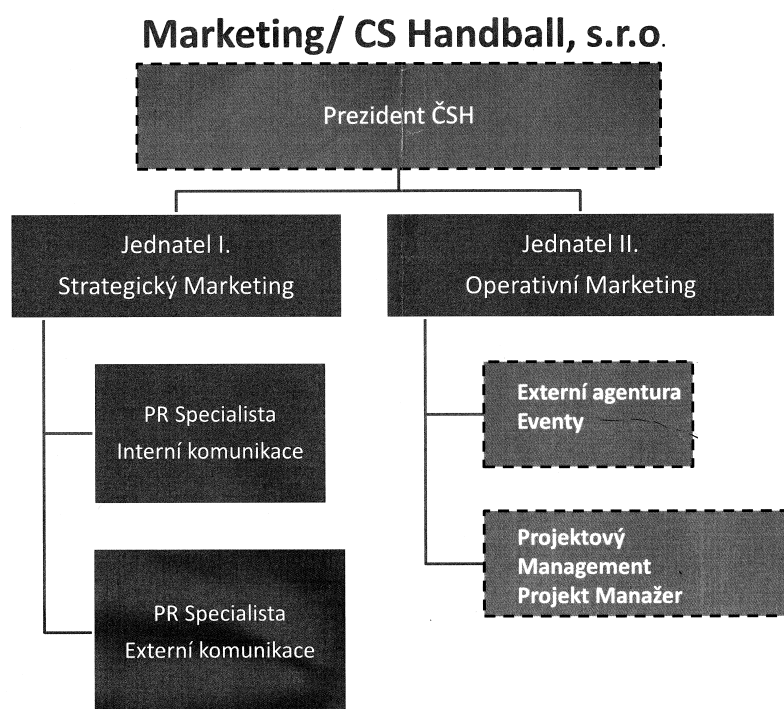 Marketing/ CS Handball, s.r.o.
Prezident ČSH
Jednatel I.
Strategický Marketing
PR Specialista
Interní komunikace
PR Specialista
Externí komunikace
Jednatel II.
Operativní Marketing
Externí agentura
Eventy
Projektový
Management
Projekt Manažer